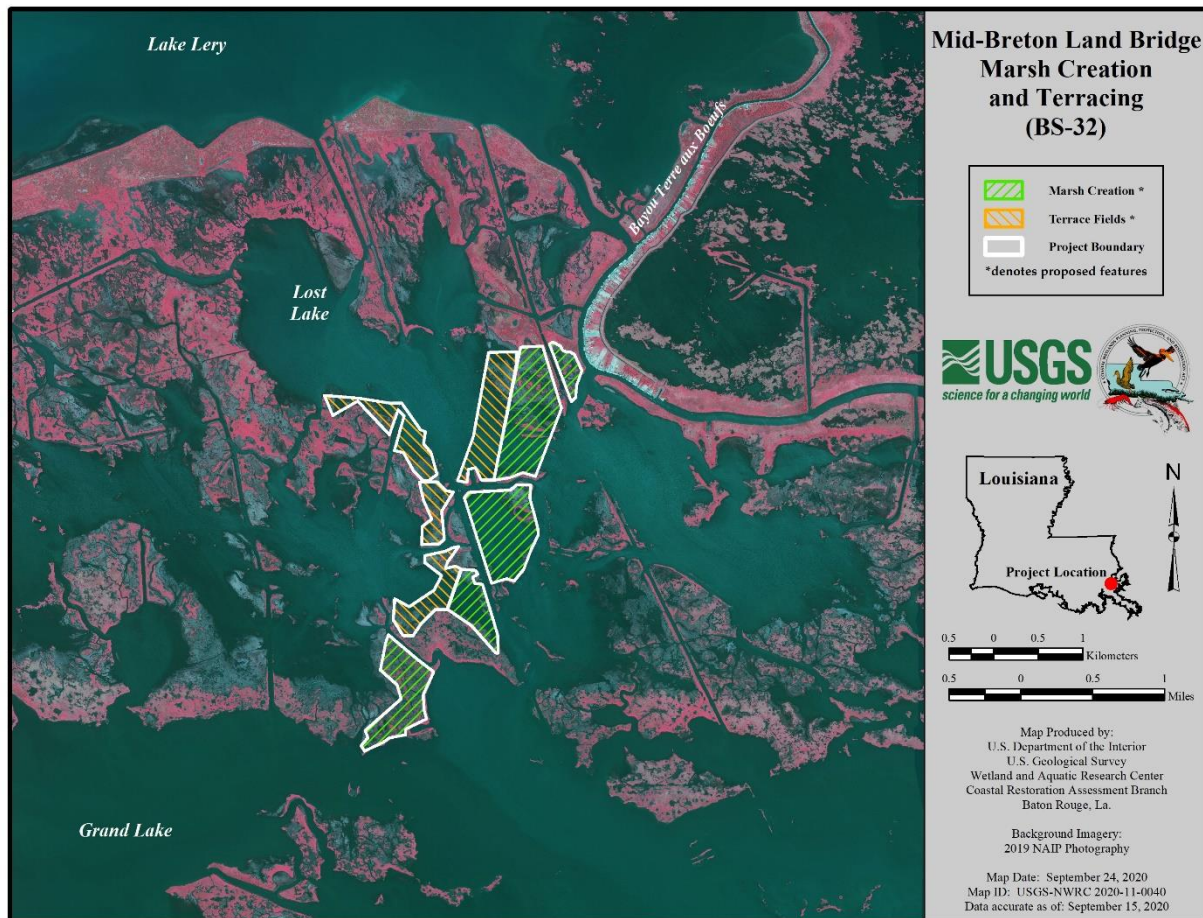 Lake Lery
Bayou Terre aux Boeufs
Lost
Lake
Grand Lake
Mid-Breton Land Bridge
Marsh Creation
and Terracing
(BS-32)
Marsh Creation *
Terrace Fields *
Project Boundary
*denotes proposed features
USGS
science for a changing world
Louisiana
N
Project Location
0.5 0 0.5 1
Kilometers
0.5 0 0.5 1
Miles
Map Produced by:
U.S. Department of the Interior
U.S. Geological Survey
Wetland and Aquatic Research Center
Coastal Restoration Assessment Branch
Baton Rouge, La.
Background Imagery:
2019 NAIP Photography
Map Date: September 24, 2020
Map ID: USGS-NWRC 2020-11-0040
Data accurate as of: September 15, 2020